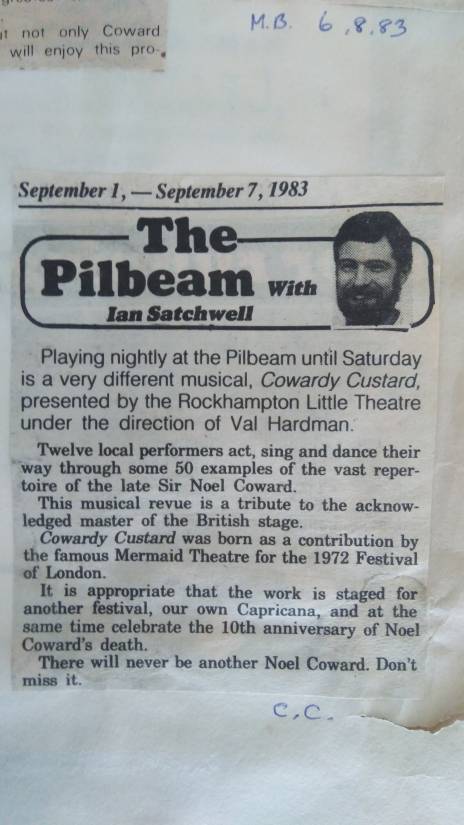 it not only Coward
will enjoy this pro-
M.B. 6.8.83
September 1, — September 7, 1983
The
Pilbeam With
Ian Satchwell
Playing nightly at the Pilbeam until Saturday
is a very different musical, Cowardy Custard,
presented by the Rockhampton Little Theatre
under the direction of Val Hardman.
Twelve local performers act, sing and dance their
way through some 50 examples of the vast reper-
toire of the late Sir Noel Coward.
This musical revue is a tribute to the acknow-
ledged master of the British stage.
Cowardy Custard was born as a contribution by
the famous Mermaid Theatre for the 1972 Festival
of London.
It is appropriate that the work is staged for
another festival, our own Capricana, and at the
same time celebrate the 10th anniversary of Noel
Coward's death.
There will never be another Noel Coward. Don't
miss it.
C.C.